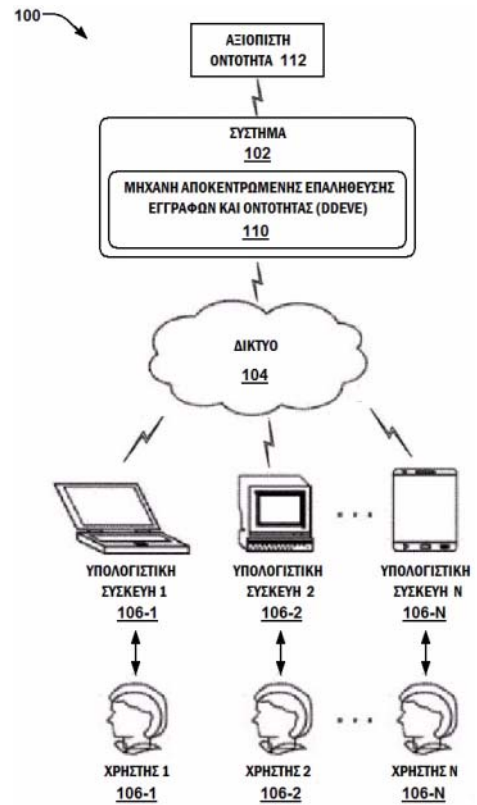 100
ΑΞΙΟΠΙΣΤΗ
ΟΝΤΟΤΗΤΑ 112
ΣΥΣΤΗΜΑ
102
ΜΗΧΑΝΗ ΑΠΟΚΕΝΤΡΩΜΕΝΗΣ ΕΠΑΛΗΘΕΥΣΗΣ
ΕΓΓΡΑΦΩΝ ΚΑΙ ΟΝΤΟΤΗΤΑΣ (DDEVE)
110
ΔΙΚΤΥΟ
104
ΥΠΟΛΟΓΙΣΤΙΚΗ
ΣΥΣΚΕΥΗ 1
106-1
ΥΠΟΛΟΓΙΣΤΙΚΗ
ΣΥΣΚΕΥΗ 2
106-2
ΥΠΟΛΟΓΙΣΤΙΚΗ
ΣΥΣΚΕΥΗ Ν
106-N
ΧΡΗΣΤΗΣ 1
106-1
ΧΡΗΣΤΗΣ 2
106-2
ΧΡΗΣΤΗΣ Ν
106-N